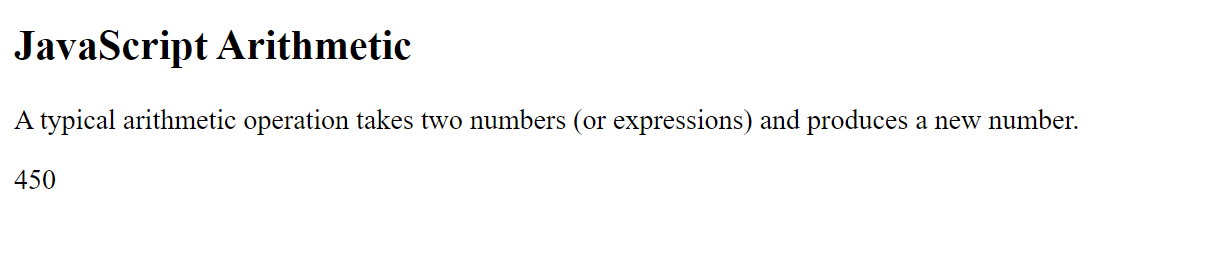 JavaScript Arithmetic
A typical arithmetic operation takes two numbers (or expressions) and produces a new number.
450